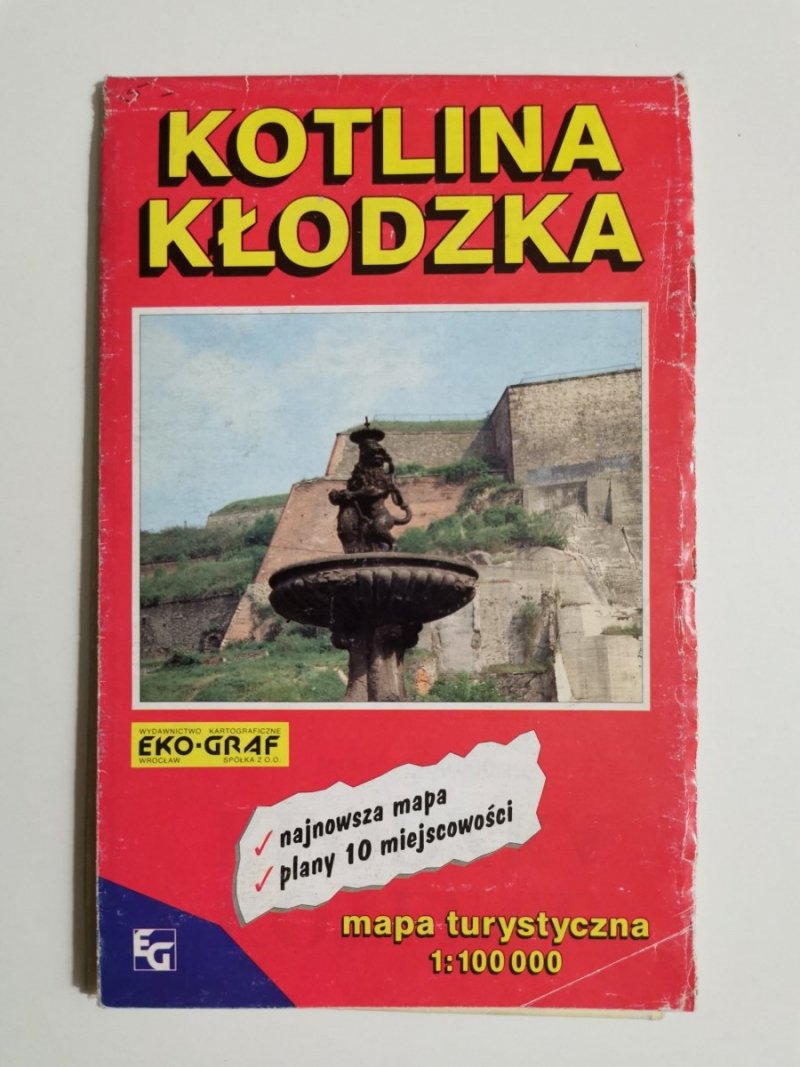 KOTLINA
KŁODZKA
WYDAWNICTWO KARTOGRAFICZNE
EKO-GRAF
WROCŁAW SPÓŁKA Z O.O.
najnowsza mapa
plany 10 miejscowości
mapa turystyczna
1:100 000
EG